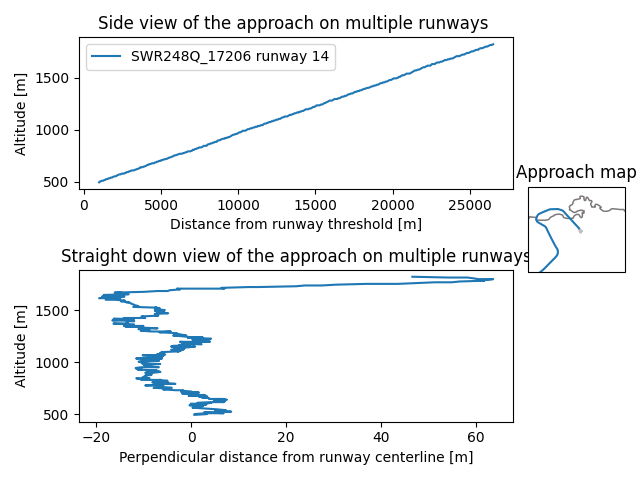 Side view of the approach on multiple runways
SWR248Q_17206 runway 14
Altitude [m]
1500
1000
500
0
5000
10000
15000
20000
25000
Distance from runway threshold [m]
Approach map
Straight down view of the approach on multiple runways
Altitude [m]
1500
1000
500
−20
0
20
40
60
Perpendicular distance from runway centerline [m]